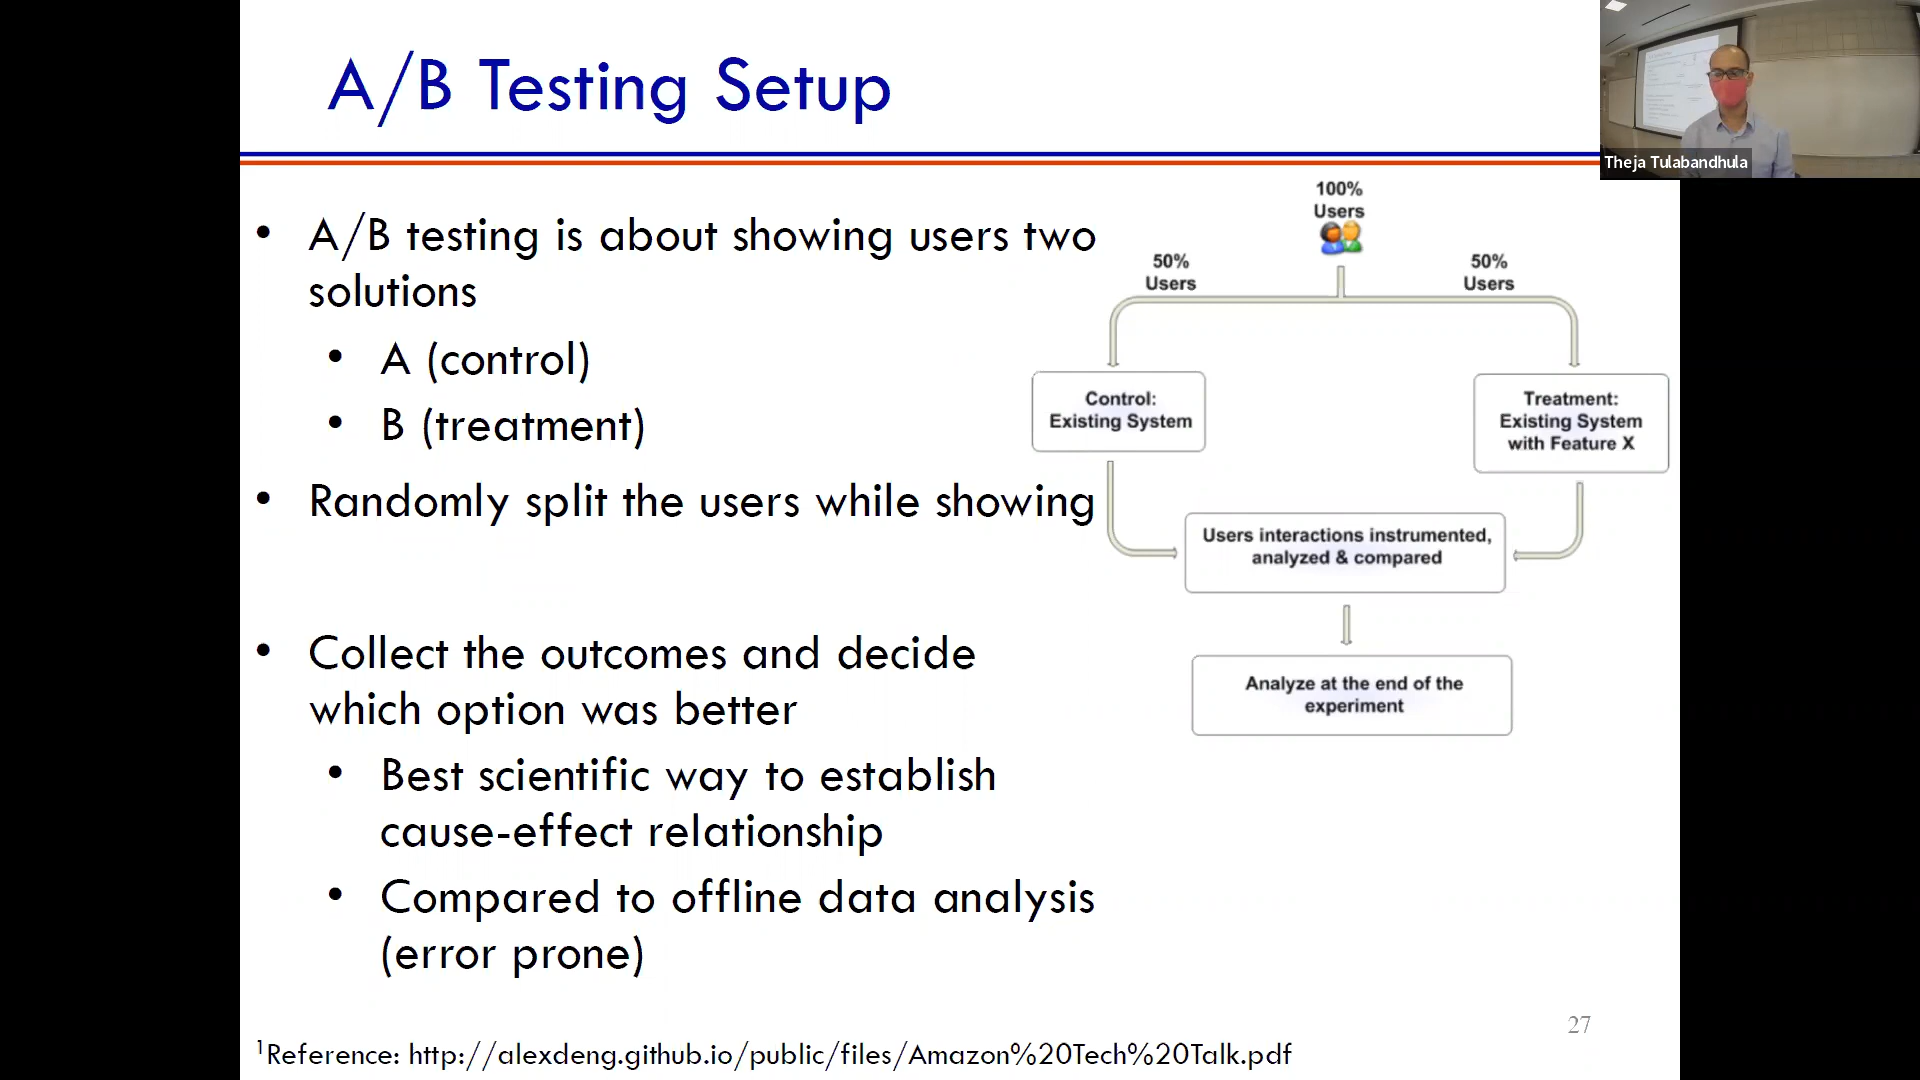 A/B Testing Setup
Theja Tulabandhula
• A/B testing is about showing users two
solutions
• A (control)
• B (treatment)
• Randomly split the users while showing
• Collect the outcomes and decide
which option was better
• Best scientific way to establish
cause-effect relationship
• Compared to offline data analysis
(error prone)
100%
Users
50%
Users
50%
Users
Control:
Existing System
Treatment:
Existing System
with Feature X
Users interactions instrumented,
analyzed & compared
Analyze at the end of the
experiment
27
1Reference: http://alexdeng.github.io/public/files/Amazon%20Tech%20Talk.pdf